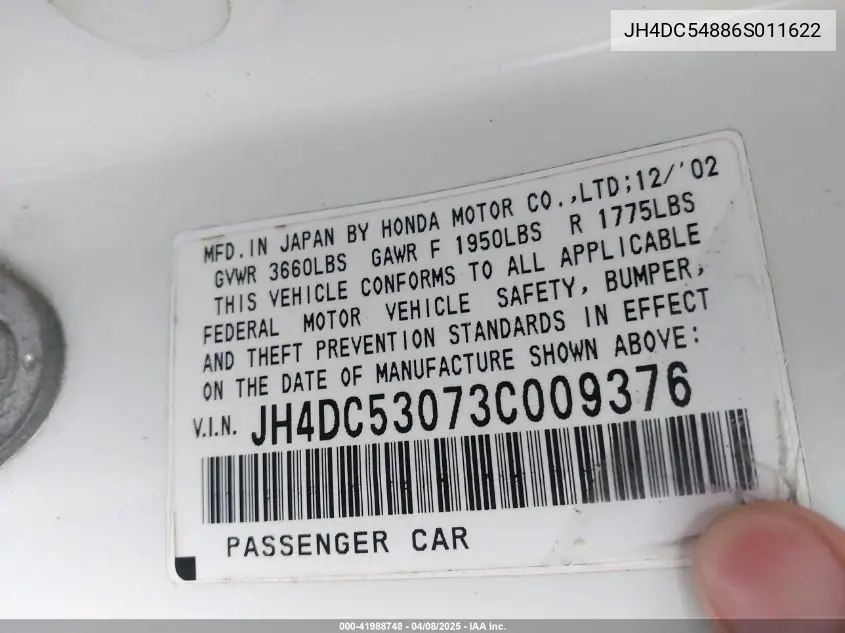 JH4DC54886S011622
MFD.IN JAPAN BY HONDA MOTOR CO.,LTD;12/'02
GVWR 3660LBS GAWR F 1950LBS R 1775LBS
THIS VEHICLE CONFORMS TO ALL APPLICABLE
FEDERAL MOTOR VEHICLE SAFETY, BUMPER,
AND THEFT PREVENTION STANDARDS IN EFFECT
ON THE DATE OF MANUFACTURE SHOWN ABOVE:
V.I.N. JH4DC53073C009376
PASSENGER CAR
000-41988748 - 04/08/2025 - IAA Inc.